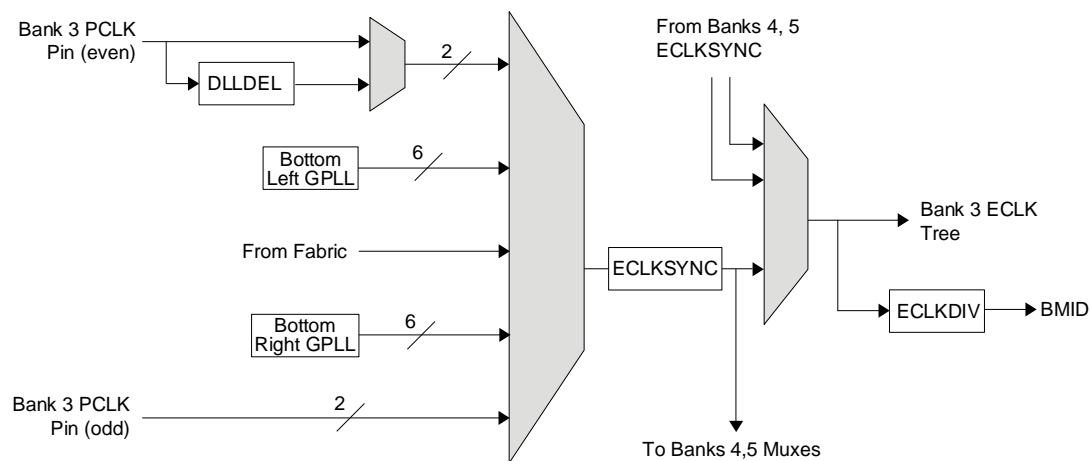 Bank 3 PCLK
Pin (even)
DLLDEL
2
From Banks 4, 5
ECLKSYNC
Bottom
Left GPLL
6
From Fabric
ECLKSYNC
Bank 3 ECLK
Tree
ECLKDIV
BMID
Bottom
Right GPLL
6
Bank 3 PCLK
Pin (odd)
2
To Banks 4,5 Muxes